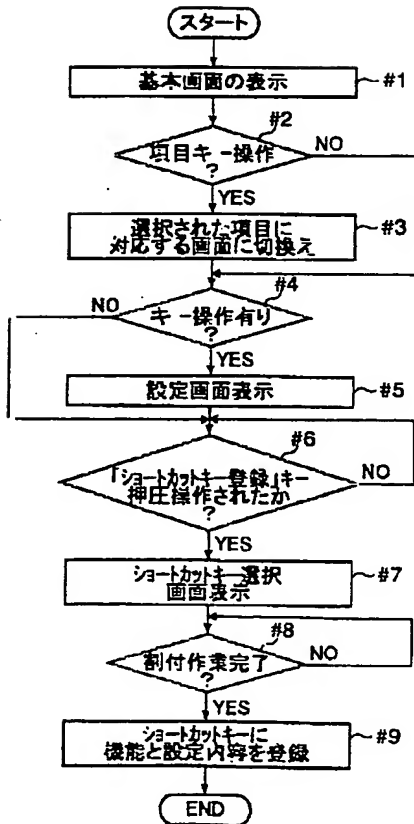 スタート
基本画面の表示
#1
#2
項目キー操作
?
NO
YES
選択された項目に
対応する画面に切換え
#3
#4
NO
キー操作有り
?
YES
設定画面表示
#5
#6
「ショートカットキー登録」キー
押圧操作されたか
?
NO
YES
ショートカットキー選択
画面表示
#7
#8
割付作業完了
?
NO
YES
ショートカットキーに
機能と設定内容を登録
#9
END